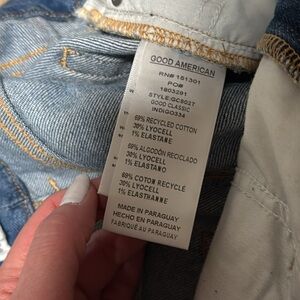 GOOD AMERICAN
RN# 151301
PO#
1803291
STYLE:GC8027
GOOD CLASSIC
INDIGO334
69% RECYCLED COTTON
30% LYOCELL
1% ELASTANE
69% ALGODÓN RECICLADO
30% LYOCELL
1% ELASTANO
69% COTON RECYCLÉ
30% LYOCELL
1% ÉLASTHANNE
MADE IN PARAGUAY
HECHO EN PARAGUAY
FABRIQUÉ AU PARAGUAY